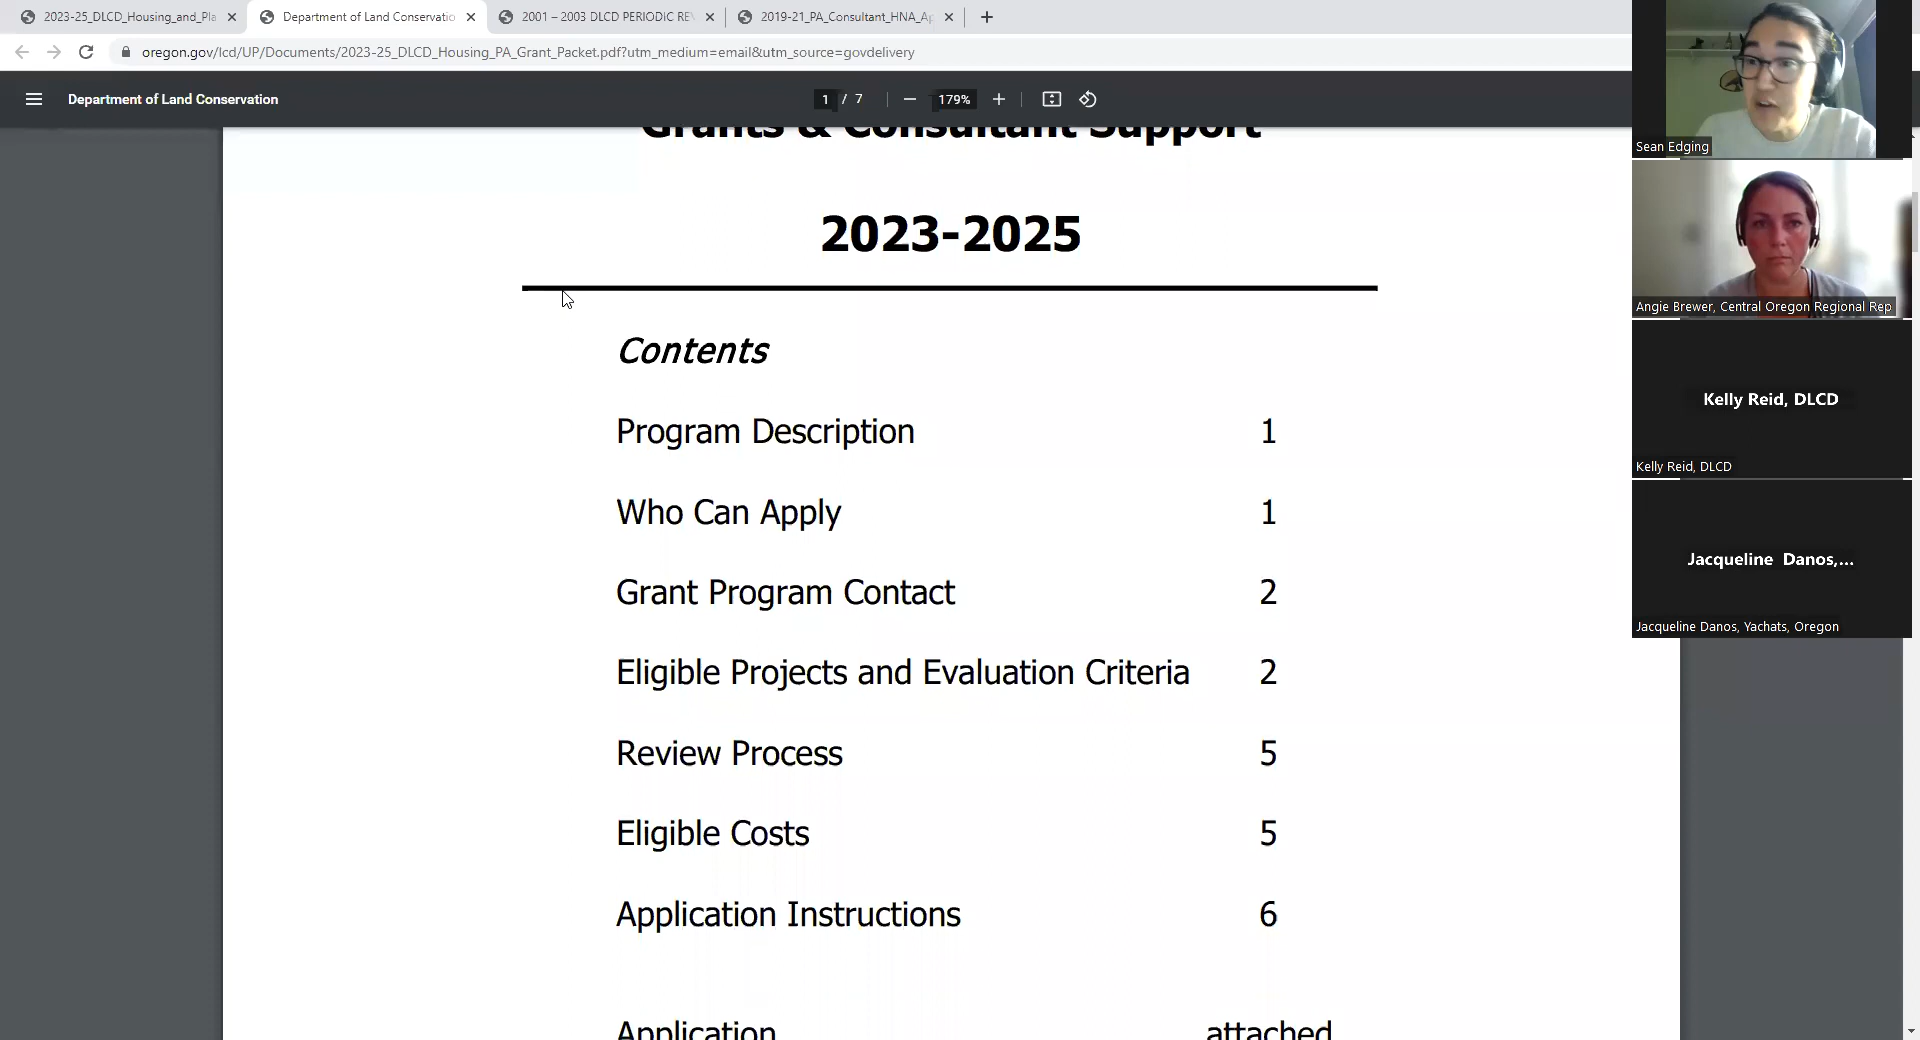 2023-25_DLCD_Housing_and_Pla
Department of Land Conservatio
2001 – 2003 DLCD PERIODIC RE
2019-21_PA_Consultant_HNA_Ap
oregon.gov/lcd/UP/Documents/2023-25_DLCD_Housing_PA_Grant_Packet.pdf?utm_medium=email&utm_source=govdelivery
Department of Land Conservation
1 / 7
179%
Grants & Consultant Support
2023-2025
Contents
Program Description 1
Who Can Apply 1
Grant Program Contact 2
Eligible Projects and Evaluation Criteria 2
Review Process 5
Eligible Costs 5
Application Instructions 6
Application attached
Sean Edging
Angie Brewer, Central Oregon Regional Rep
Kelly Reid, DLCD
Kelly Reid, DLCD
Jacqueline Danos,...
Jacqueline Danos, Yachats, Oregon